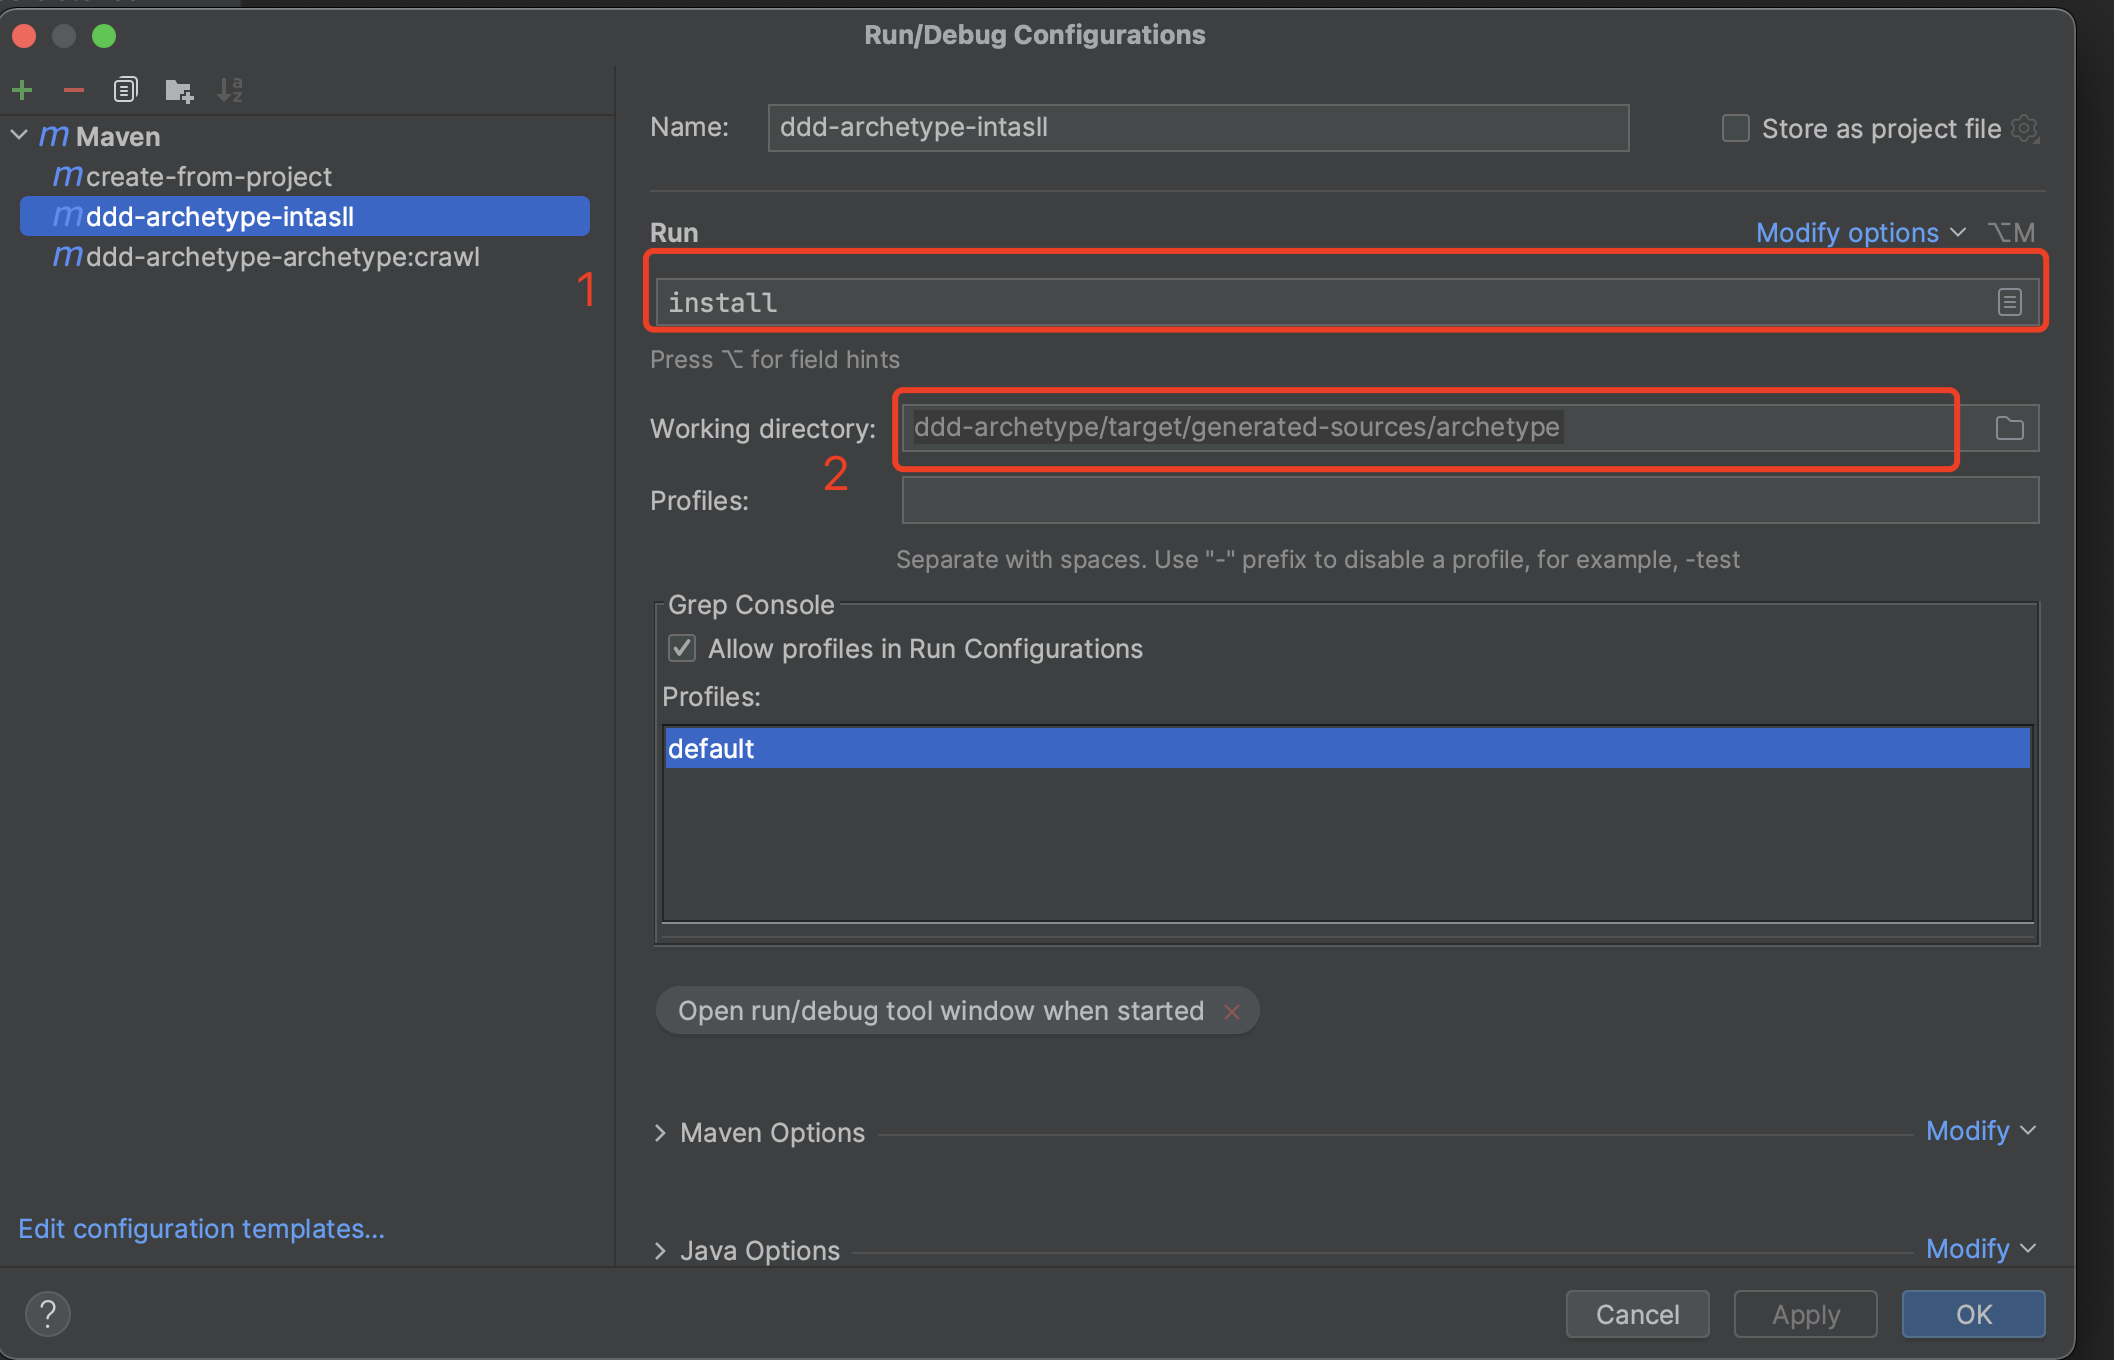 Run/Debug Configurations
Maven
create-from-project
ddd-archetype-intasll
ddd-archetype-archetype:crawl
Edit configuration templates...
Name: ddd-archetype-intasll
Store as project file
Run
Modify options ⌥M
1
install
Press ⌥ for field hints
Working directory: ddd-archetype/target/generated-sources/archetype
2
Profiles:
Separate with spaces. Use "-" prefix to disable a profile, for example, -test
Grep Console
Allow profiles in Run Configurations
Profiles:
default
Open run/debug tool window when started
Maven Options
Modify
Java Options
Modify
?
Cancel
Apply
OK